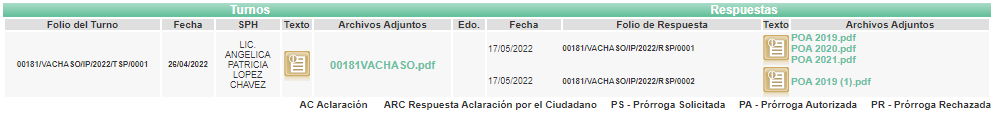 Turnos
Respuestas
Folio del Turno Fecha SPH Texto Archivos Adjuntos Edo. Fecha Folio de Respuesta Texto Archivos Adjuntos
00181/VACHASO/IP/2022/TSP/0001 26/04/2022 LIC.
ANGELICA
PATRICIA
LOPEZ
CHAVEZ
00181VACHASO.pdf
17/05/2022 00181/VACHASO/IP/2022/RSP/0001 POA 2019.pdf
POA 2020.pdf
POA 2021.pdf
17/05/2022 00181/VACHASO/IP/2022/RSP/0002 POA 2019 (1).pdf
AC Aclaración ARC Respuesta Aclaración por el Ciudadano PS - Prórroga Solicitada PA - Prórroga Autorizada PR - Prórroga Rechazada